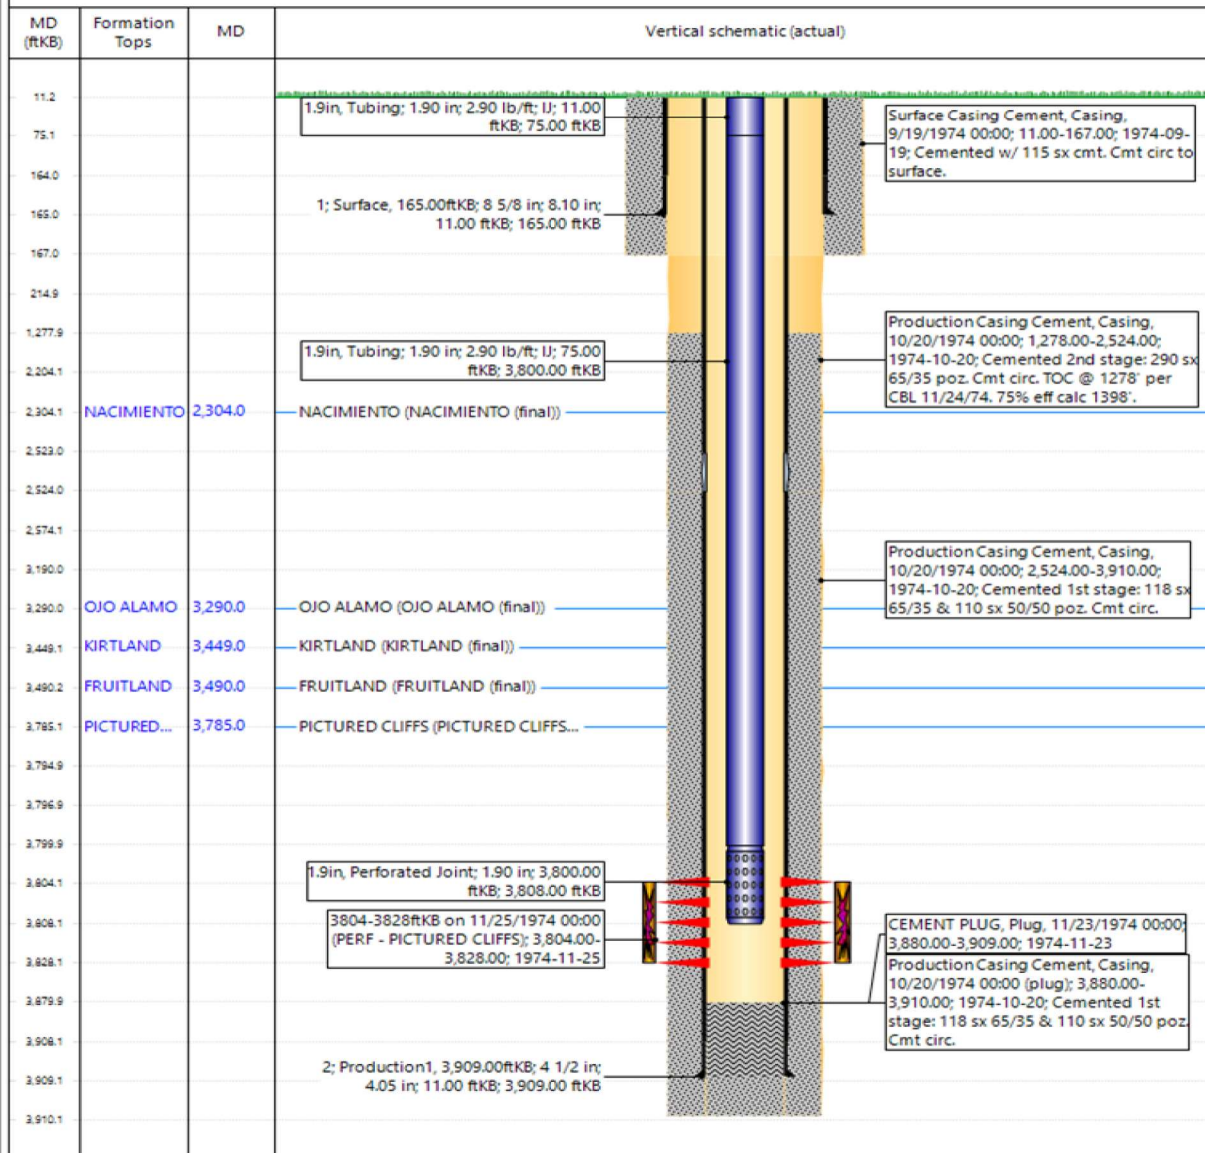 MD
(ftKB)
Formation
Tops
MD
Vertical schematic (actual)
11.2
75.1
164.0
165.0
167.0
214.9
1,277.9
2,204.1
2,304.1
2,523.0
2,524.0
2,574.1
3,190.0
3,290.0
3,449.1
3,490.2
3,785.1
3,794.9
3,796.9
3,799.9
3,804.1
3,808.1
3,828.1
3,879.9
3,908.1
3,909.1
3,910.1
NACIMIENTO 2,304.0
OJO ALAMO 3,290.0
KIRTLAND 3,449.0
FRUITLAND 3,490.0
PICTURED... 3,785.0
1.9in, Tubing; 1.90 in; 2.90 lb/ft; IJ; 11.00
ftKB; 75.00 ftKB
1; Surface, 165.00ftKB; 8 5/8 in; 8.10 in;
11.00 ftKB; 165.00 ftKB
1.9in, Tubing; 1.90 in; 2.90 lb/ft; IJ; 75.00
ftKB; 3,800.00 ftKB
NACIMIENTO (NACIMIENTO (final))
OJO ALAMO (OJO ALAMO (final))
KIRTLAND (KIRTLAND (final))
FRUITLAND (FRUITLAND (final))
PICTURED CLIFFS (PICTURED CLIFFS...
1.9in, Perforated Joint; 1.90 in; 3,800.00
ftKB; 3,808.00 ftKB
3804-3828ftKB on 11/25/1974 00:00
(PERF - PICTURED CLIFFS); 3,804.00-
3,828.00; 1974-11-25
2; Production1, 3,909.00ftKB; 4 1/2 in;
4.05 in; 11.00 ftKB; 3,909.00 ftKB
Surface Casing Cement, Casing,
9/19/1974 00:00; 11.00-167.00; 1974-09-
19; Cemented w/ 115 sx cmt. Cmt circ to
surface.
Production Casing Cement, Casing,
10/20/1974 00:00; 1,278.00-2,524.00;
1974-10-20; Cemented 2nd stage: 290 sx
65/35 poz. Cmt circ. TOC @ 1278' per
CBL 11/24/74. 75% eff calc 1398'.
Production Casing Cement, Casing,
10/20/1974 00:00; 2,524.00-3,910.00;
1974-10-20; Cemented 1st stage: 118 sx
65/35 & 110 sx 50/50 poz. Cmt circ.
CEMENT PLUG, Plug, 11/23/1974 00:00;
3,880.00-3,909.00; 1974-11-23
Production Casing Cement, Casing,
10/20/1974 00:00 (plug); 3,880.00-
3,910.00; 1974-10-20; Cemented 1st
stage: 118 sx 65/35 & 110 sx 50/50 poz.
Cmt circ.